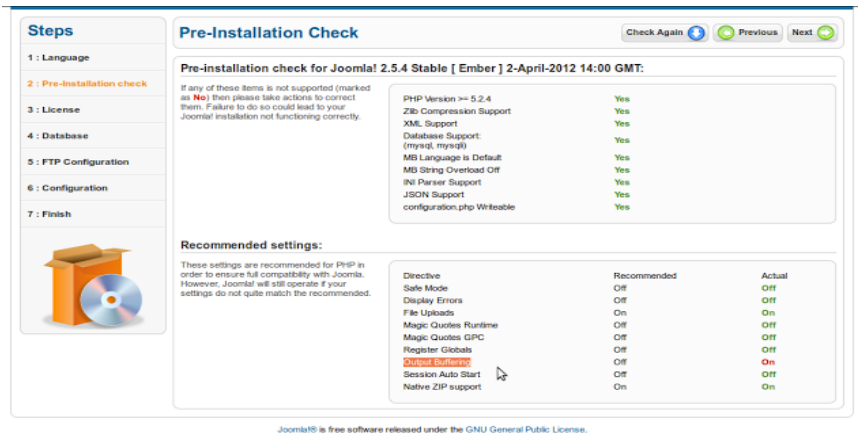 Steps
1 : Language
2 : Pre-Installation check
3 : License
4 : Database
5 : FTP Configuration
6 : Configuration
7 : Finish
Pre-Installation Check
Check Again
Previous
Next
Pre-installation check for Joomla! 2.5.4 Stable [ Ember ] 2-April-2012 14:00 GMT:
If any of these items is not supported (marked
as No) then please take actions to correct
them. Failure to do so could lead to your
Joomla! installation not functioning correctly.
PHP Version >= 5.2.4 Yes
Zlib Compression Support Yes
XML Support Yes
Database Support:
(mysql, mysqli) Yes
MB Language is Default Yes
MB String Overload Off Yes
INI Parser Support Yes
JSON Support Yes
configuration.php Writeable Yes
Recommended settings:
These settings are recommended for PHP in
order to ensure full compatibility with Joomla.
However, Joomla! will still operate if your
settings do not quite match the recommended.
Directive Recommended Actual
Safe Mode Off Off
Display Errors Off Off
File Uploads On On
Magic Quotes Runtime Off Off
Magic Quotes GPC Off Off
Register Globals Off Off
Output Buffering Off On
Session Auto Start Off Off
Native ZIP support On On
Joomla!® is free software released under the GNU General Public License.